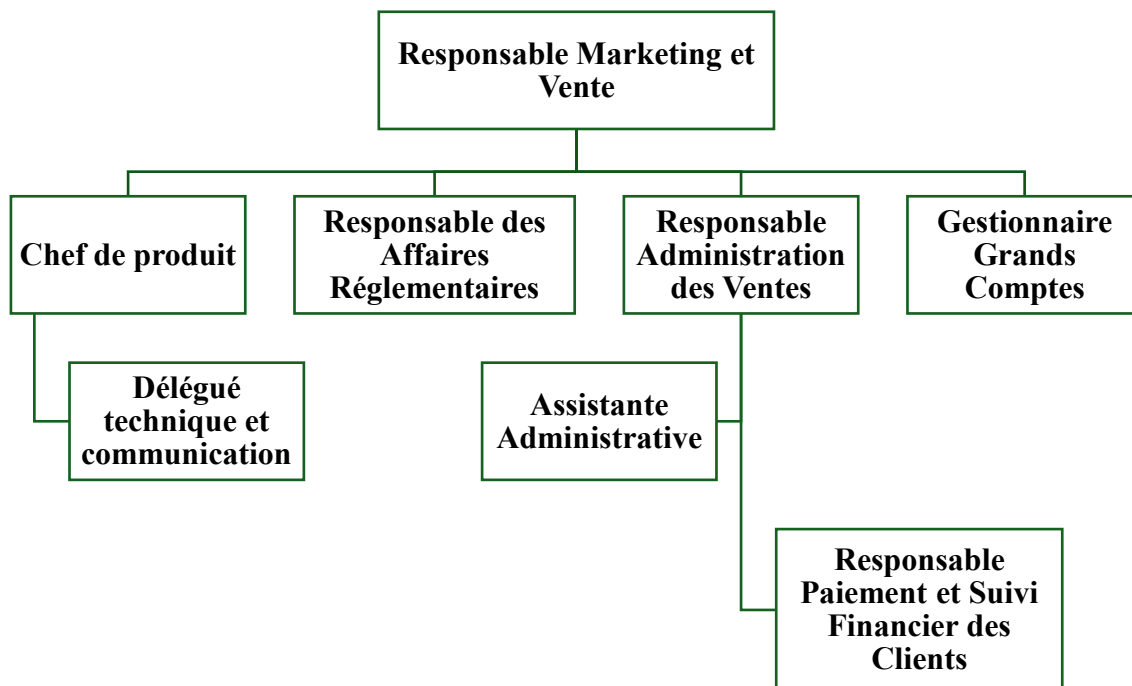 Responsable Marketing et
Vente
Chef de produit
Responsable des
Affaires
Réglementaires
Responsable
Administration
des Ventes
Gestionnaire
Grands
Comptes
Délégué
technique et
communication
Assistante
Administrative
Responsable
Paiement et Suivi
Financier des
Clients